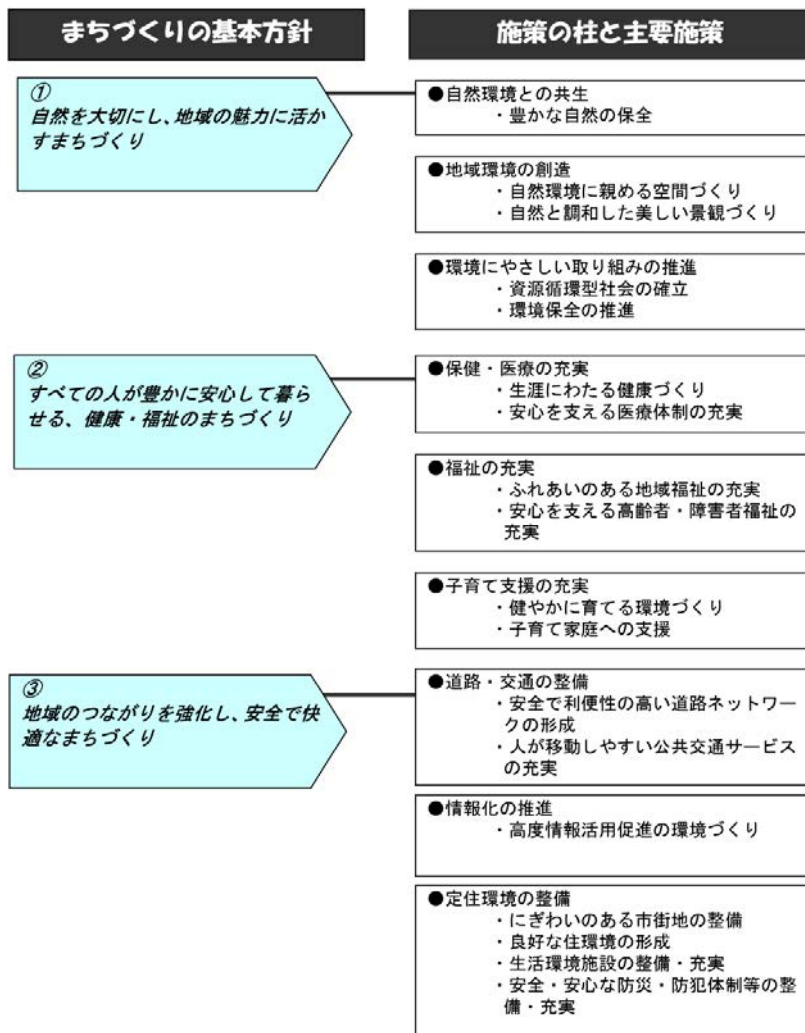 まちづくりの基本方針
施策の柱と主要施策
①
自然を大切にし、地域の魅力に活か
すまちづくり
●自然環境との共生
・豊かな自然の保全
●地域環境の創造
・自然環境に親める空間づくり
・自然と調和した美しい景観づくり
●環境にやさしい取り組みの推進
・資源循環型社会の確立
・環境保全の推進
②
すべての人が豊かに安心して暮ら
せる、健康・福祉のまちづくり
●保健・医療の充実
・生涯にわたる健康づくり
・安心を支える医療体制の充実
●福祉の充実
・ふれあいのある地域福祉の充実
・安心を支える高齢者・障害者福祉の
充実
●子育て支援の充実
・健やかに育てる環境づくり
・子育て家庭への支援
③
地域のつながりを強化し、安全で快
適なまちづくり
●道路・交通の整備
・安全で利便性の高い道路ネットワー
クの形成
・人が移動しやすい公共交通サービス
の充実
●情報化の推進
・高度情報活用促進の環境づくり
●定住環境の整備
・にぎわいのある市街地の整備
・良好な住環境の形成
・生活環境施設の整備・充実
・安全・安心な防災・防犯体制等の整
備・充実